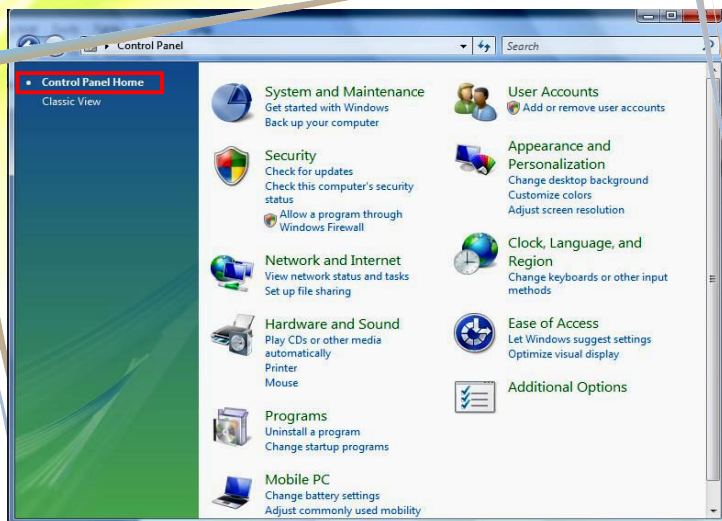 Control Panel
Search
Control Panel Home
Classic View
System and Maintenance
Get started with Windows
Back up your computer
Security
Check for updates
Check this computer's security
status
Allow a program through
Windows Firewall
Network and Internet
View network status and tasks
Set up file sharing
Hardware and Sound
Play CDs or other media
automatically
Printer
Mouse
Programs
Uninstall a program
Change startup programs
Mobile PC
Change battery settings
Adjust commonly used mobility
User Accounts
Add or remove user accounts
Appearance and
Personalization
Change desktop background
Customize colors
Adjust screen resolution
Clock, Language, and
Region
Change keyboards or other input
methods
Ease of Access
Let Windows suggest settings
Optimize visual display
Additional Options